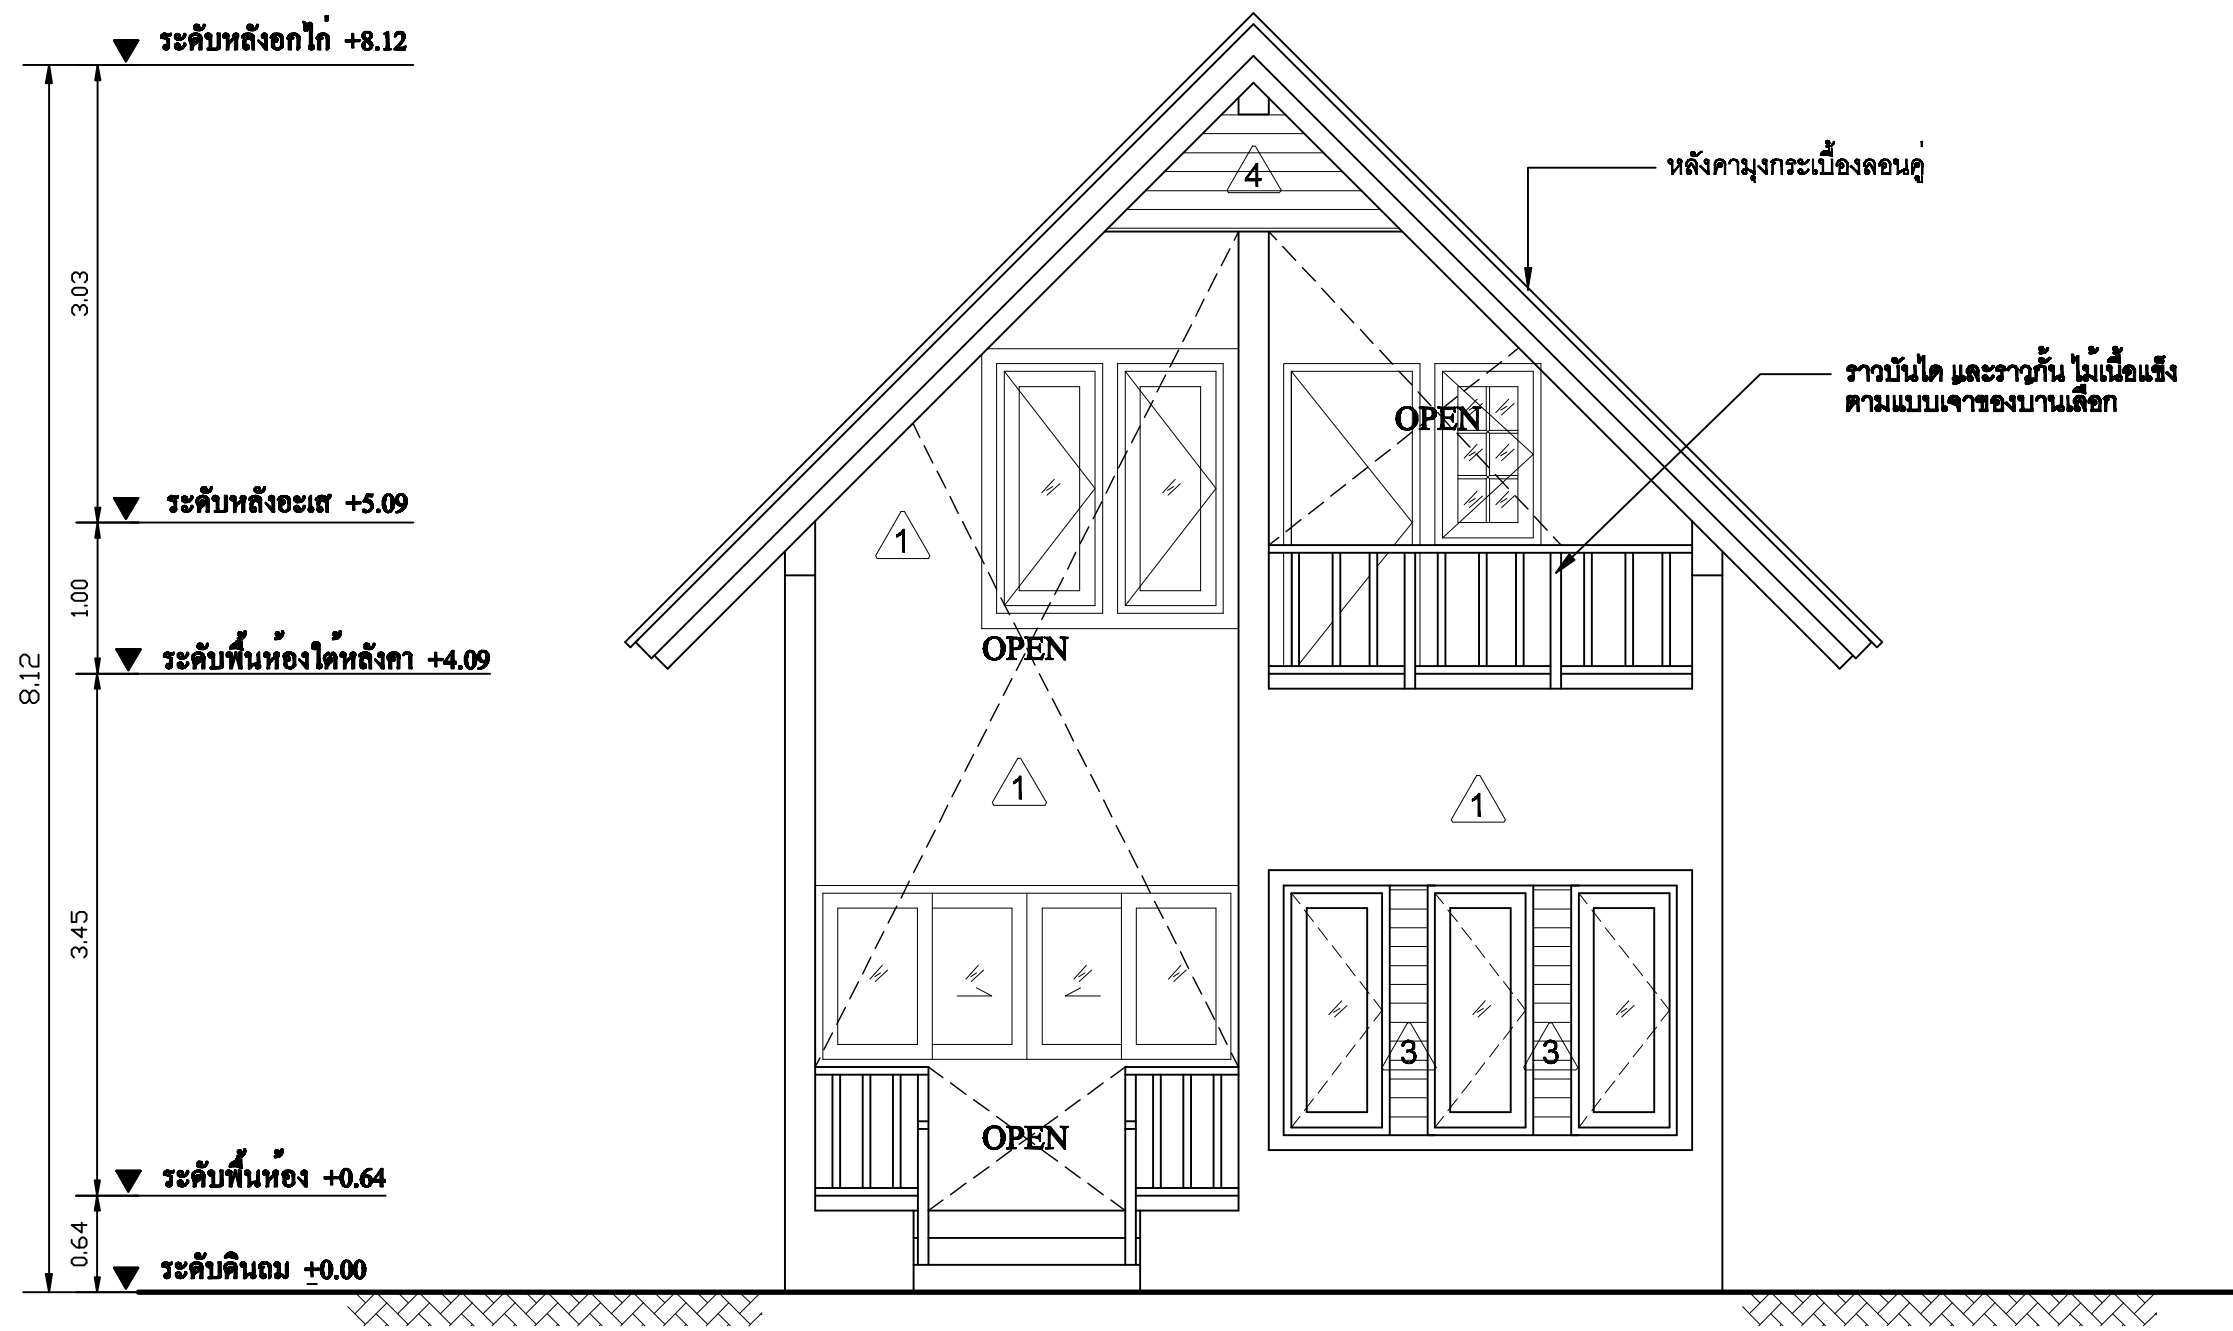 ระดับหลังอกไก่ +8.12
หลังคามุงกระเบื้องลอนคู่
4
3.03
ราวบันได และราวกั้น ไม้เนื้อแข็ง
ตามแบบเจ้าของบ้านเลือก
OPEN
ระดับหลังอะเส +5.09
1
1.00
OPEN
ระดับพื้นห้องใต้หลังคา +4.09
8.12
1
1
3.45
3
3
OPEN
ระดับพื้นห้อง +0.64
0.64
ระดับดินถม ±0.00